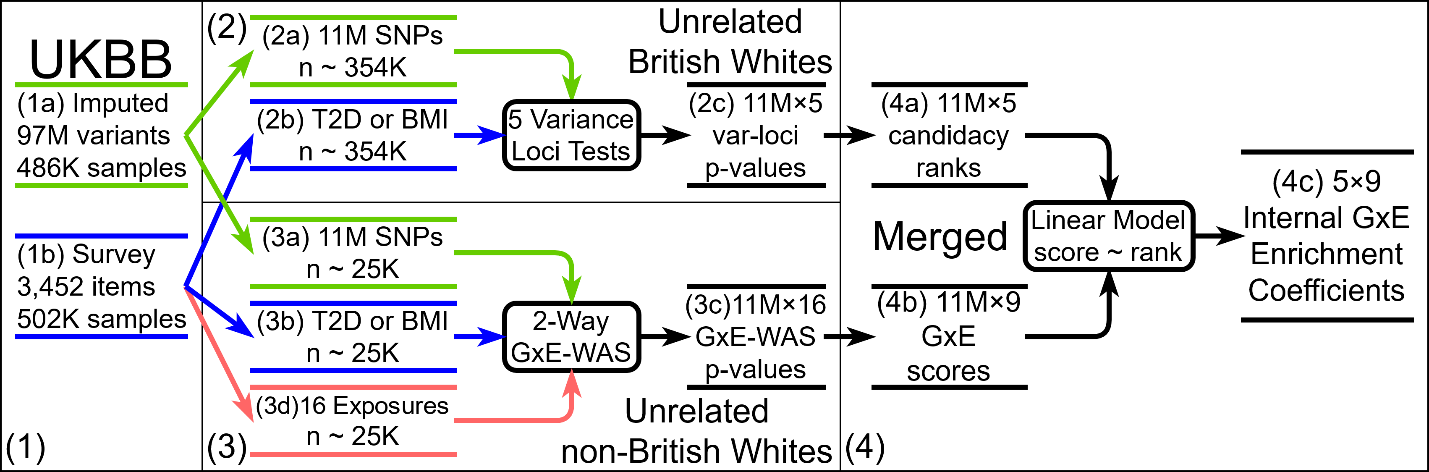 UKBB
(1a) Imputed
97M variants
486K samples
(1b) Survey
3,452 items
502K samples
(1)
(2)
(2a) 11M SNPs
n ~ 354K
(2b) T2D or BMI
n ~ 354K
5 Variance
Loci Tests
Unrelated
British Whites
(2c) 11M×5
var-loci
p-values
(3a) 11M SNPs
n ~ 25K
(3b) T2D or BMI
n ~ 25K
(3d)16 Exposures
n ~ 25K
(3)
2-Way
GxE-WAS
(3c)11M×16
GxE-WAS
p-values
Unrelated
non-British Whites
(4a) 11M×5
candidacy
ranks
Merged
(4b) 11M×9
GxE
scores
(4)
Linear Model
score ~ rank
(4c) 5×9
Internal GxE
Enrichment
Coefficients